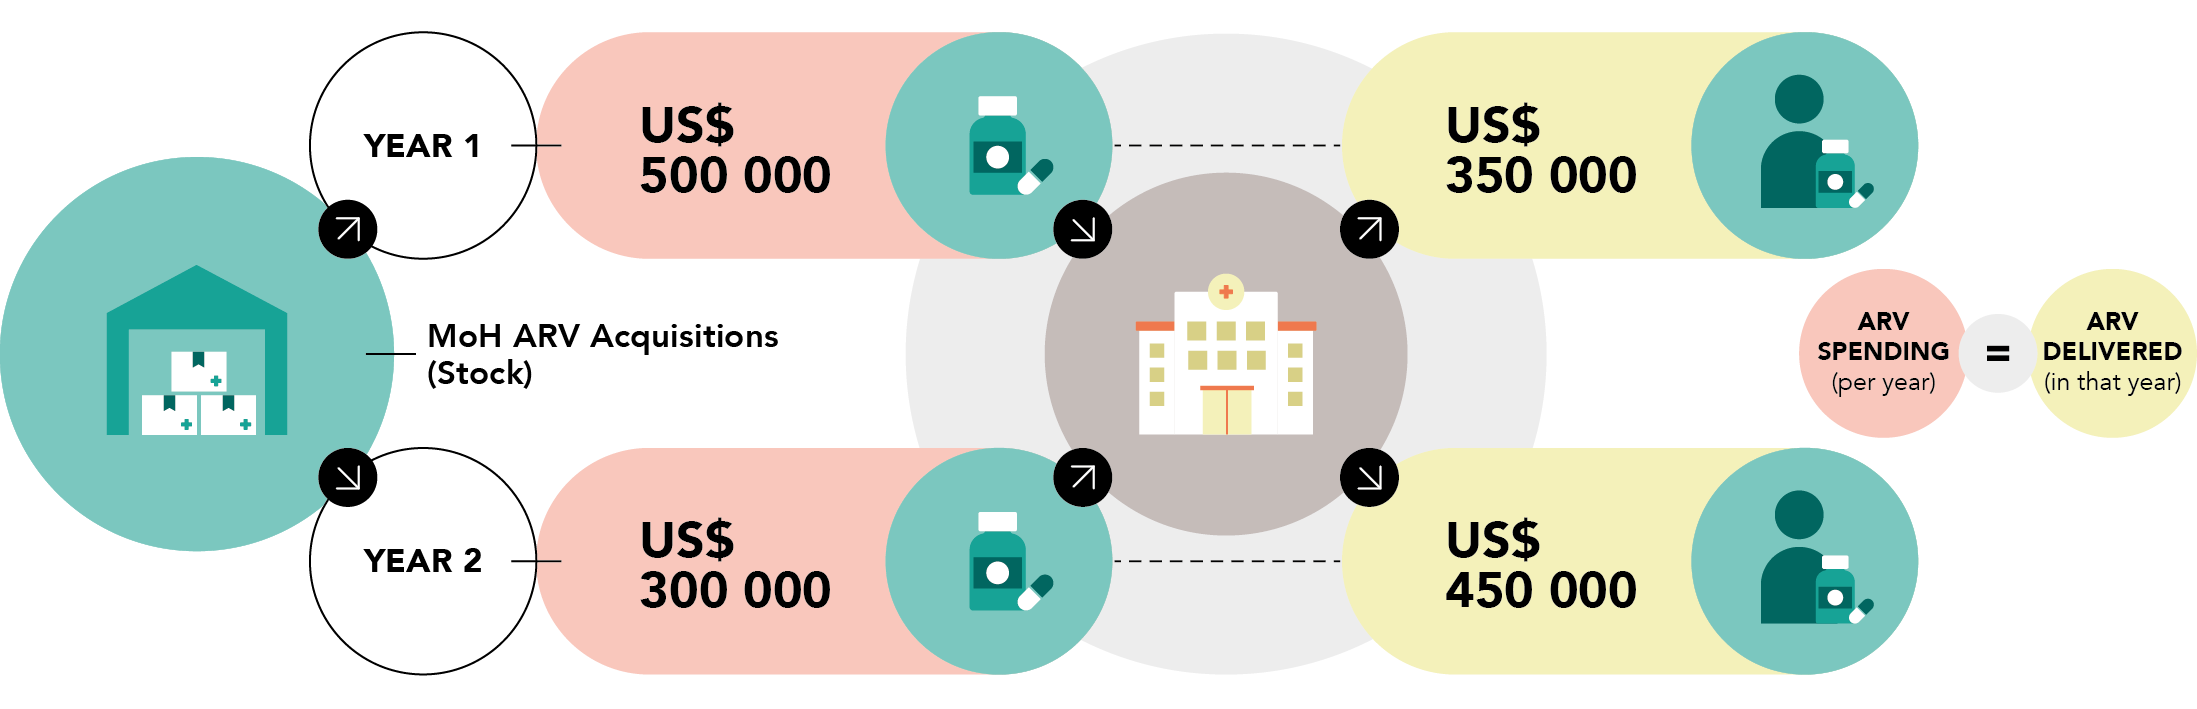 YEAR 1
US$
500 000
US$
350 000
MoH ARV Acquisitions
(Stock)
ARV
SPENDING
(per year)
=
ARV
DELIVERED
(in that year)
YEAR 2
US$
300 000
US$
450 000